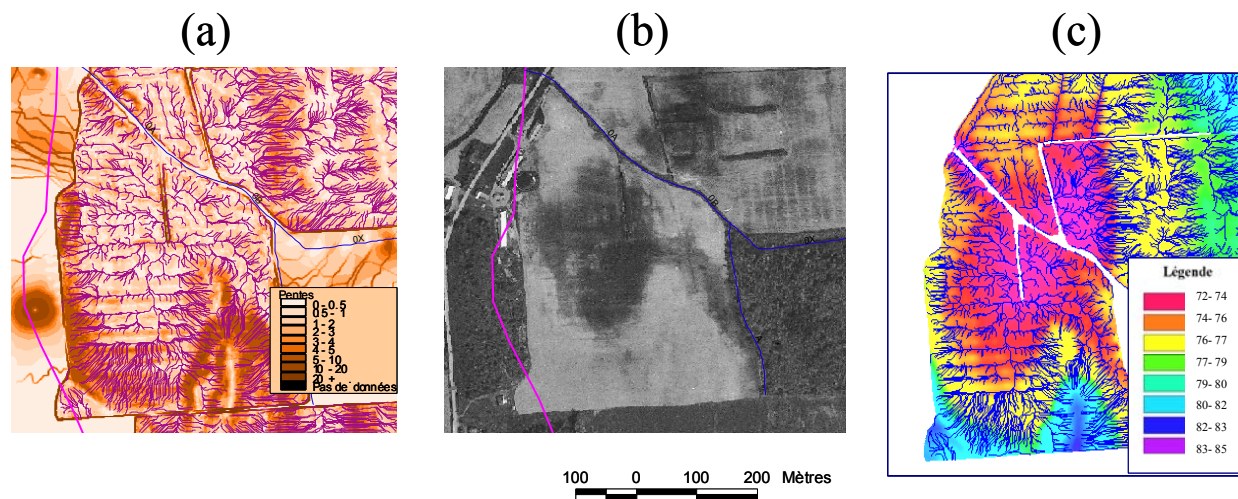 (a)
(b)
(c)
Pentes
0 - 0.5
0.5 - 1
1 - 2
2 - 3
3 - 4
4 - 5
5 - 10
10 - 20
20 +
Pas de données
0X
0X
0A
0B
0X
Légende
72- 74
74- 76
76- 77
77- 79
79- 80
80- 82
82- 83
83- 85
100 0 100 200 Mètres